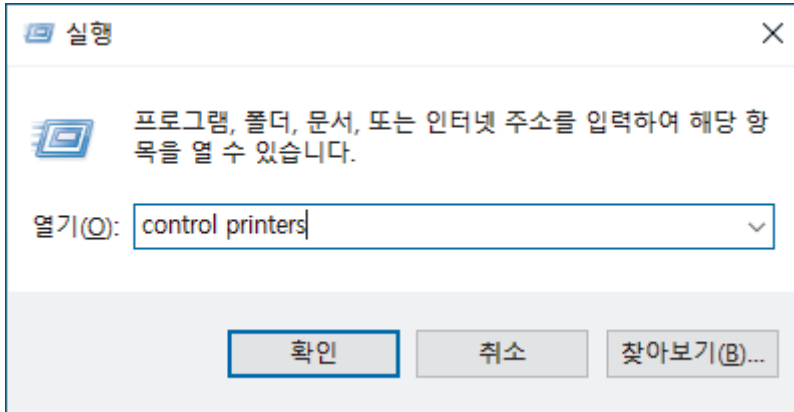 실행
프로그램, 폴더, 문서, 또는 인터넷 주소를 입력하여 해당 항
목을 열 수 있습니다.
열기(O): control printers
확인 취소 찾아보기(B)...